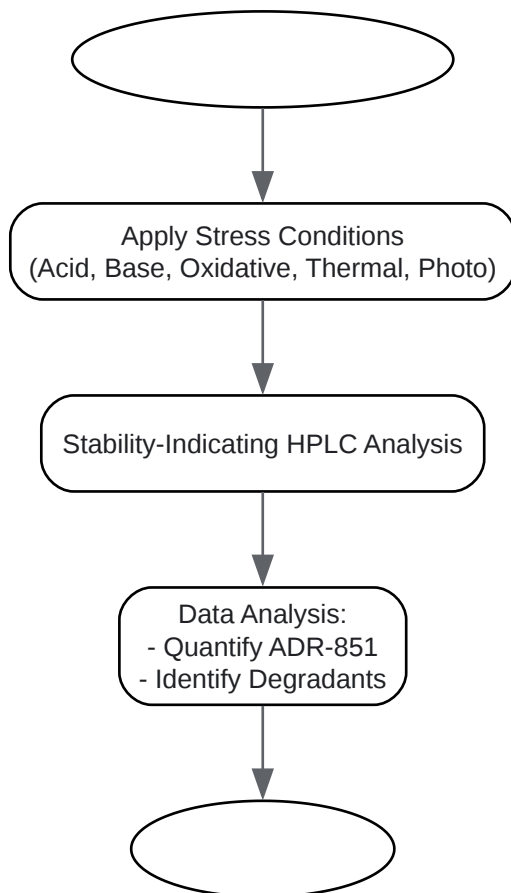 Apply Stress Conditions
(Acid, Base, Oxidative, Thermal, Photo)
Stability-Indicating HPLC Analysis
Data Analysis:
- Quantify ADR-851
- Identify Degradants